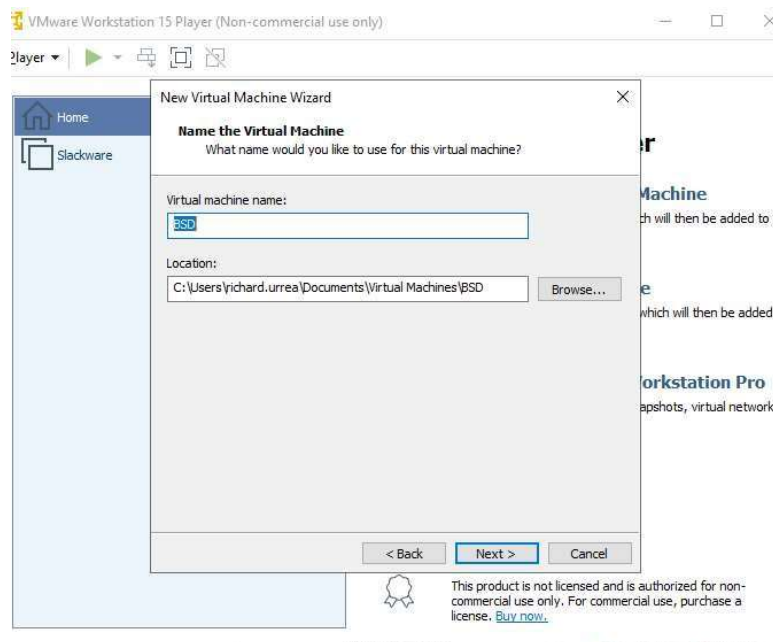 VMware Workstation 15 Player (Non-commercial use only)
Player
Home
Slackware
New Virtual Machine Wizard
Name the Virtual Machine
What name would you like to use for this virtual machine?
Virtual machine name:
BSD
Location:
C:\Users\richard.urrea\Documents\Virtual Machines\BSD
Browse...
< Back
Next >
Cancel
er
Machine
ch will then be added to
e
which will then be added
Workstation Pro
apshots, virtual network
This product is not licensed and is authorized for non-
commercial use only. For commercial use, purchase a
license. Buy now.